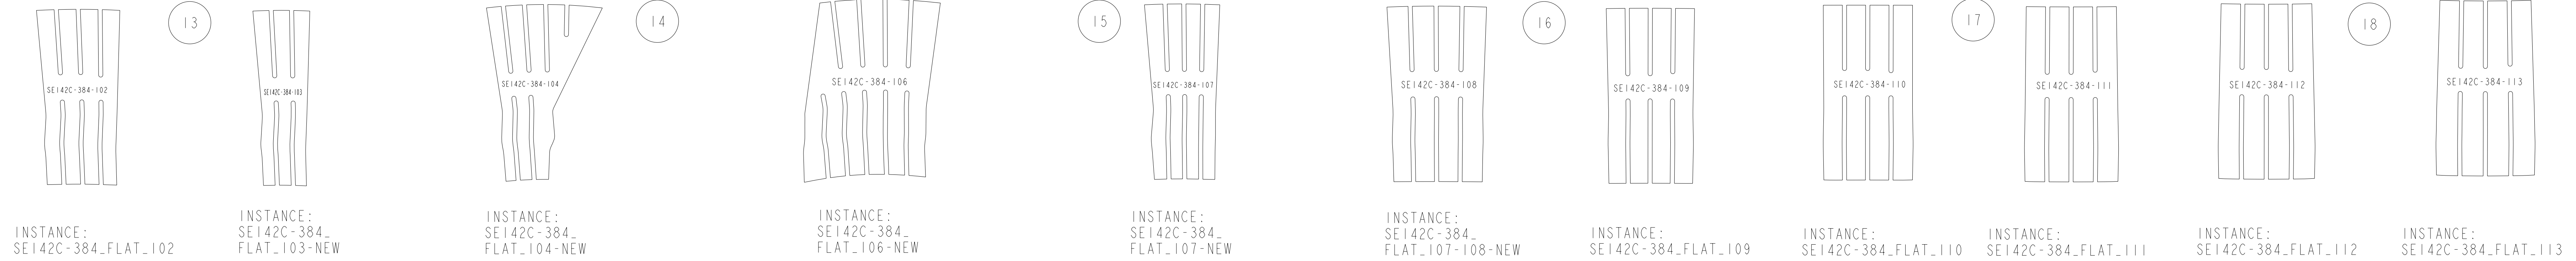 13
14
15
16
17
18
SE142C-384-102
SE142C-384-103
SE142C-384-104
SE142C-384-106
SE142C-384-107
SE142C-384-108
SE142C-384-109
SE142C-384-110
SE142C-384-111
SE142C-384-112
SE142C-384-113
INSTANCE:
SE142C-384_FLAT_102
INSTANCE:
SE142C-384_
FLAT_103-NEW
INSTANCE:
SE142C-384_
FLAT_104-NEW
INSTANCE:
SE142C-384_
FLAT_106-NEW
INSTANCE:
SE142C-384_
FLAT_107-NEW
INSTANCE:
SE142C-384_
FLAT_107-108-NEW
INSTANCE:
SE142C-384_FLAT_109
INSTANCE:
SE142C-384_FLAT_110
INSTANCE:
SE142C-384_FLAT_111
INSTANCE:
SE142C-384_FLAT_112
INSTANCE:
SE142C-384_FLAT_113